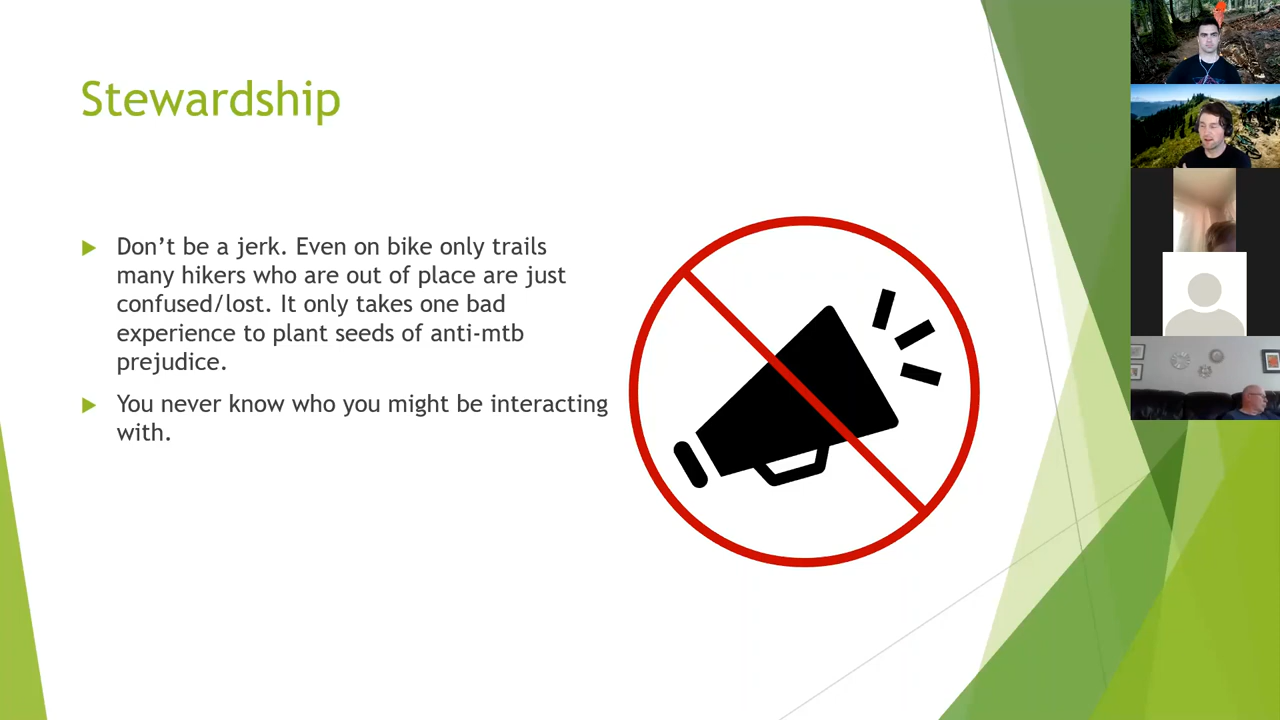 Stewardship
Don’t be a jerk. Even on bike only trails
many hikers who are out of place are just
confused/lost. It only takes one bad
experience to plant seeds of anti-mtb
prejudice.
You never know who you might be interacting
with.